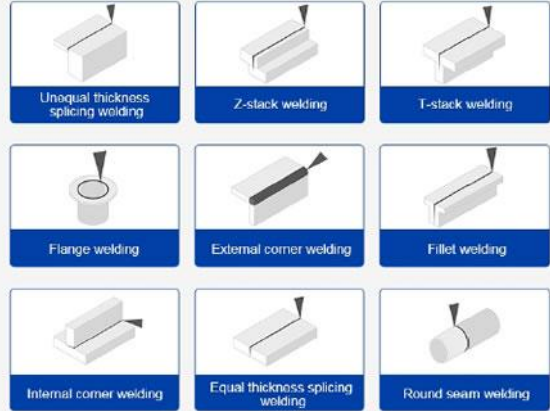 Unequal thickness
splicing welding
Z-stack welding
T-stack welding
Flange welding
External corner welding
Fillet welding
Internal corner welding
Equal thickness splicing
welding
Round seam welding